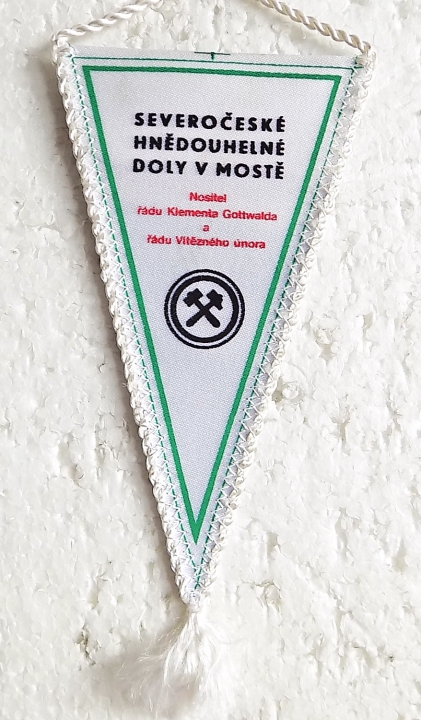 SEVEROČESKÉ
HNĚDOUHELNÉ
DOLY V MOSTĚ
Nositel
řádu Klementa Gottwalda
a
řádu Vítězného února